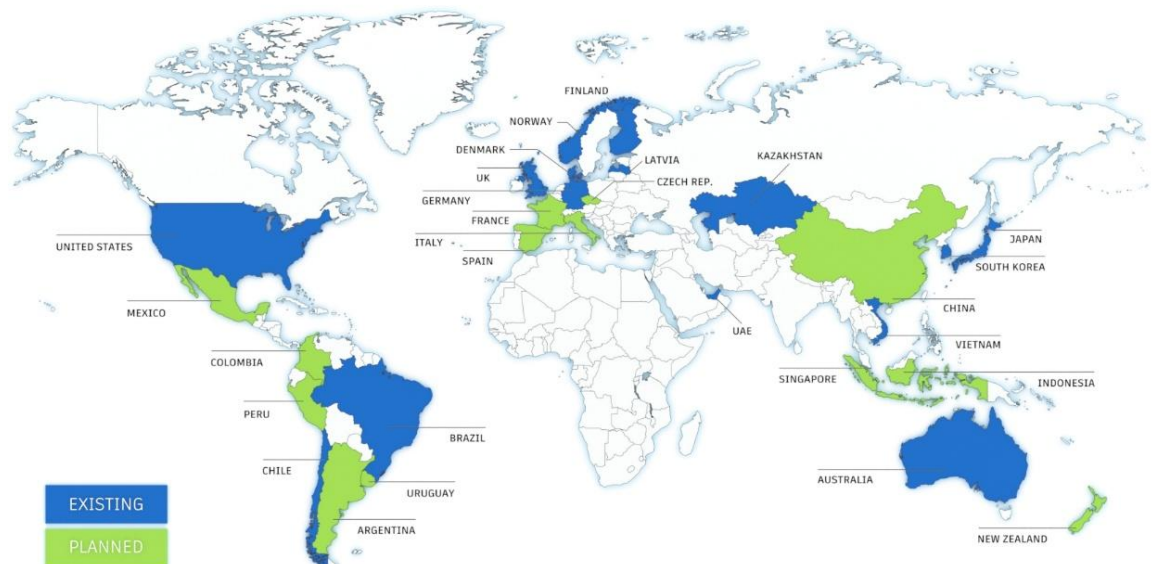 FINLAND
NORWAY
DENMARK
LATVIA
KAZAKHSTAN
UK
CZECH REP.
GERMANY
FRANCE
ITALY
JAPAN
UNITED STATES
SPAIN
SOUTH KOREA
MEXICO
CHINA
UAE
VIETNAM
COLOMBIA
SINGAPORE
INDONESIA
PERU
BRAZIL
CHILE
AUSTRALIA
URUGUAY
EXISTING
ARGENTINA
NEW ZEALAND
PLANNED